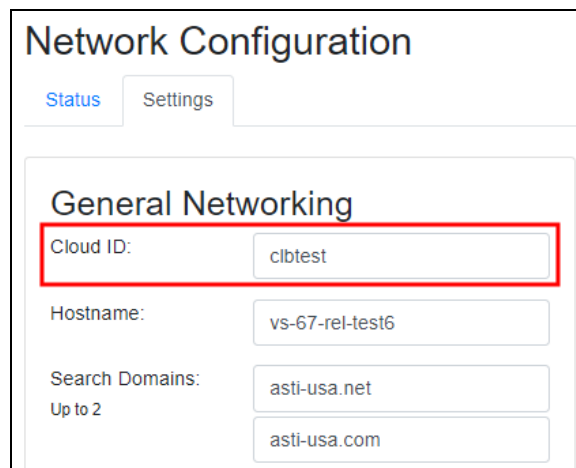 Network Configuration
Status Settings
General Networking
Cloud ID: clbtest
Hostname: vs-67-rel-test6
Search Domains: asti-usa.net
Up to 2
asti-usa.com